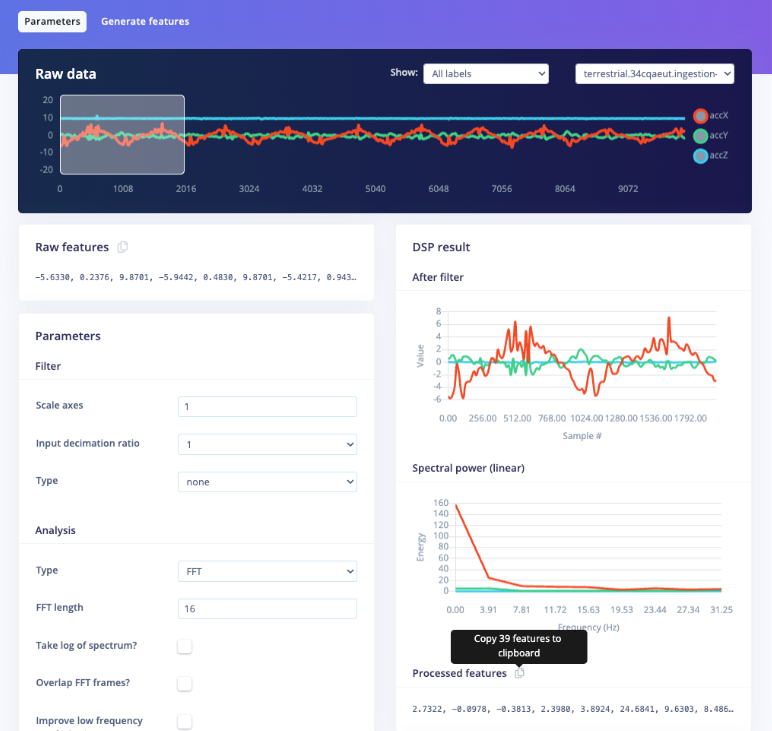 Parameters Generate features
Raw data Show: All labels terrestrial.34cqaeut.ingestion-
20
10
0
-10
-20
accX
accY
accZ
0 1008 2016 3024 4032 5040 6048 7056 8064 9072
Raw features
-5.6330, 0.2376, 9.8701, -5.9442, 0.4830, 9.8701, -5.4217, 0.943…
Parameters
Filter
Scale axes 1
Input decimation ratio 1
Type none
Analysis
Type FFT
FFT length 16
Take log of spectrum?
Overlap FFT frames?
Improve low frequency
DSP result
After filter
8
6
4
2
0
-2
-4
-6
Value
0.00 256.00 512.00 768.00 1024.00 1280.00 1536.00 1792.00
Sample #
Spectral power (linear)
160
140
120
100
80
60
40
20
0
Energy
0.00 3.91 7.81 11.72 15.63 19.53 23.44 27.34 31.25
Frequency (Hz)
Copy 39 features to
clipboard
Processed features
2.7322, -0.0978, -0.3813, 2.3980, 3.8924, 24.6841, 9.6303, 8.486…